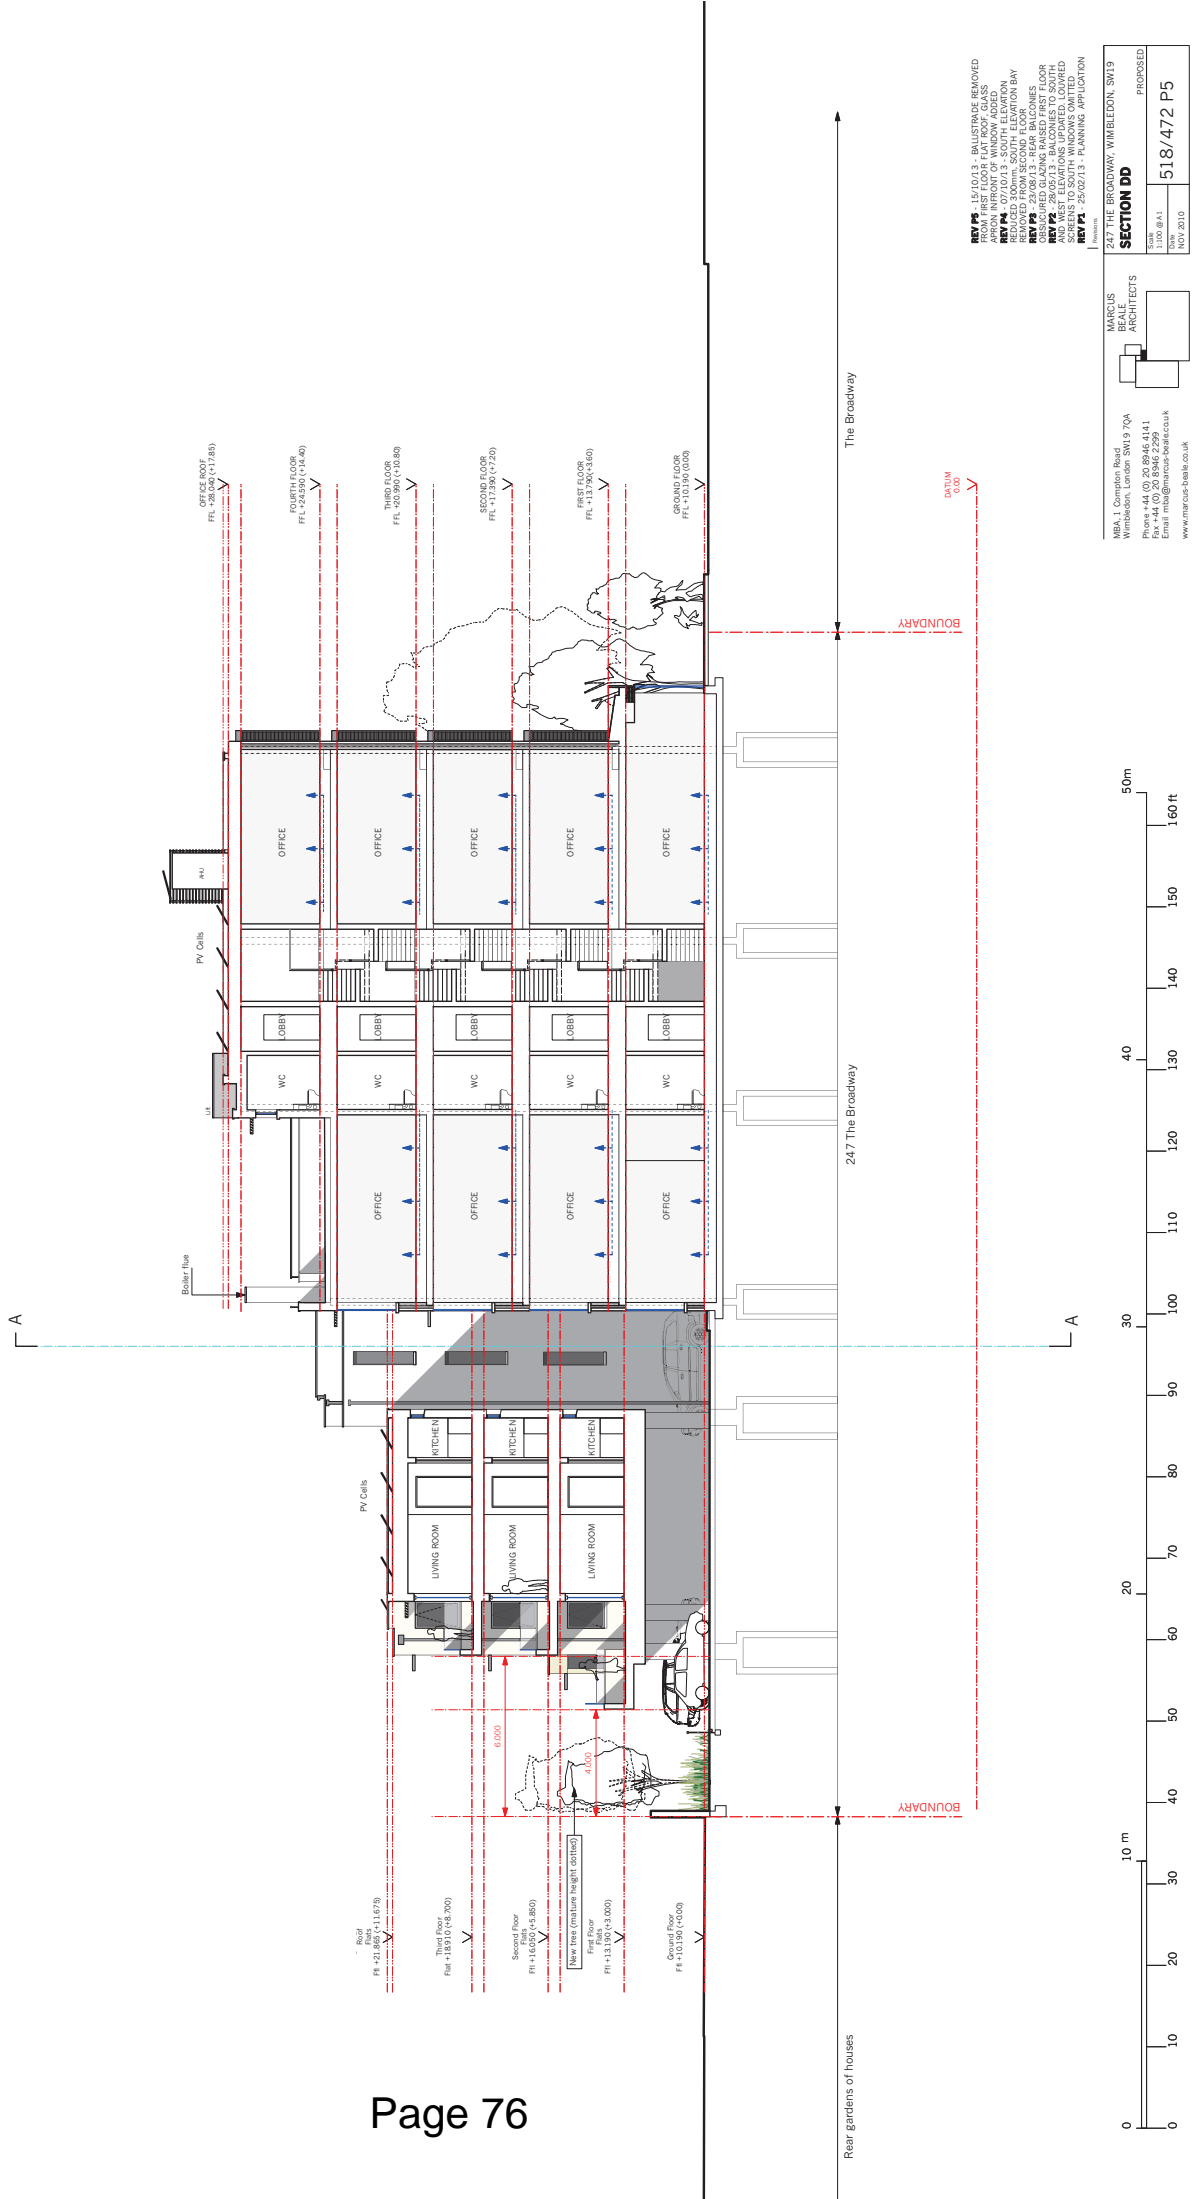 A
A
Boiler flue
PV Cells
PV Cells
Lift
AHU
OFFICE ROOF
FFL +28.040 (+17.85)
FOURTH FLOOR
FFL +24.590 (+14.40)
THIRD FLOOR
FFL +20.990 (+10.80)
SECOND FLOOR
FFL +17.390 (+7.20)
FIRST FLOOR
FFL +13.790(+3.60)
GROUND FLOOR
FFL +10.190 (0.00)
DATUM
0.00
OFFICE
OFFICE
OFFICE
OFFICE
OFFICE
LOBBY
LOBBY
LOBBY
LOBBY
LOBBY
WC
WC
WC
WC
WC
OFFICE
OFFICE
OFFICE
OFFICE
KITCHEN
KITCHEN
KITCHEN
LIVING ROOM
LIVING ROOM
LIVING ROOM
6.000
4.000
New tree (mature height dotted)
Roof
Flats
Ffl +21.865 (+11.675)
Third Floor
Flat +18.910 (+8.700)
Second Floor
Flats
Ffl +16.050 (+5.850)
First Floor
Flats
Ffl +13.190 (+3.000)
Ground Floor
Ffl +10.190 (+0.00)
BOUNDARY
BOUNDARY
Rear gardens of houses
247 The Broadway
The Broadway
0
10 m
20
30
40
50m
0
10
20
30
40
50
60
70
80
90
100
110
120
130
140
150
160 ft
REV P5 - 15/10/13 - BALUSTRADE REMOVED
FROM FIRST FLOOR FLAT ROOF, GLASS
APRON INFRONT OF WINDOW ADDED
REV P4 - 07/10/13 - SOUTH ELEVATION
REDUCED 300mm, SOUTH ELEVATION BAY
REMOVED FROM SECOND FLOOR
REV P3 - 23/08/13 - REAR BALCONIES
OBSUCURED GLAZING RAISED FIRST FLOOR
REV P2 - 28/05/13 - BALCONIES TO SOUTH
AND WEST ELEVATIONS UPDATED, LOUVRED
SCREENS TO SOUTH WINDOWS OMITTED
REV P1 - 25/02/13 - PLANNING APPLICATION
Revisions
247 THE BROADWAY, WIMBLEDON, SW19
SECTION DD
PROPOSED
Scale
1:100 @ A1
Date
NOV 2010
518/472 P5
MARCUS
BEALE
ARCHITECTS
MBA, 1 Compton Road
Wimbledon, London SW19 7QA
Phone +44 (0) 20 8946 4141
Fax +44 (0) 20 8946 2299
Email mba@marcus-beale.co.uk
www.marcus-beale.co.uk
Page 76